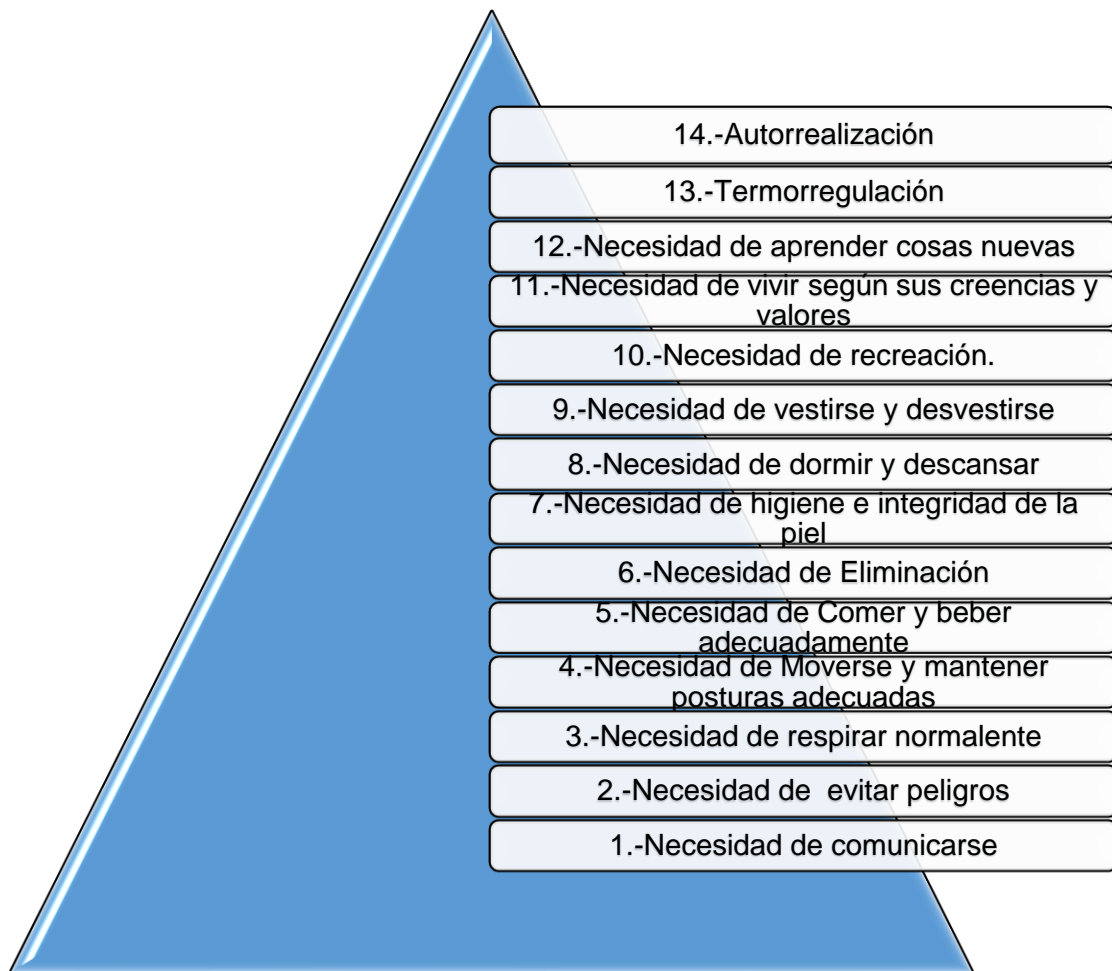 14.-Autorrealización
13.-Termorregulación
12.-Necesidad de aprender cosas nuevas
11.-Necesidad de vivir según sus creencias y
valores
10.-Necesidad de recreación.
9.-Necesidad de vestirse y desvestirse
8.-Necesidad de dormir y descansar
7.-Necesidad de higiene e integridad de la
piel
6.-Necesidad de Eliminación
5.-Necesidad de Comer y beber
adecuadamente
4.-Necesidad de Moverse y mantener
posturas adecuadas
3.-Necesidad de respirar normalente
2.-Necesidad de  evitar peligros
1.-Necesidad de comunicarse